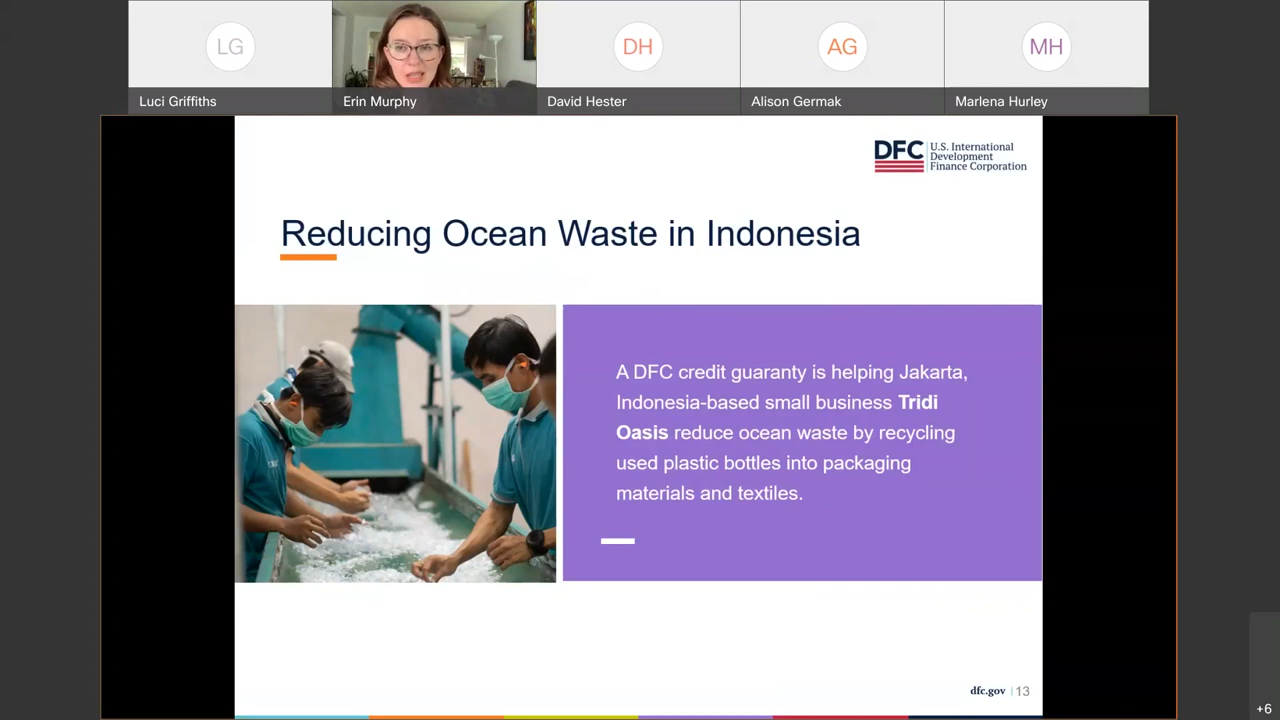 LG
DH
AG
MH
Luci Griffiths
Erin Murphy
David Hester
Alison Germak
Marlena Hurley
DFC
U.S. International
Development
Finance Corporation
Reducing Ocean Waste in Indonesia
A DFC credit guaranty is helping Jakarta,
Indonesia-based small business Tridi
Oasis reduce ocean waste by recycling
used plastic bottles into packaging
materials and textiles.
dfc.gov | 13
+6